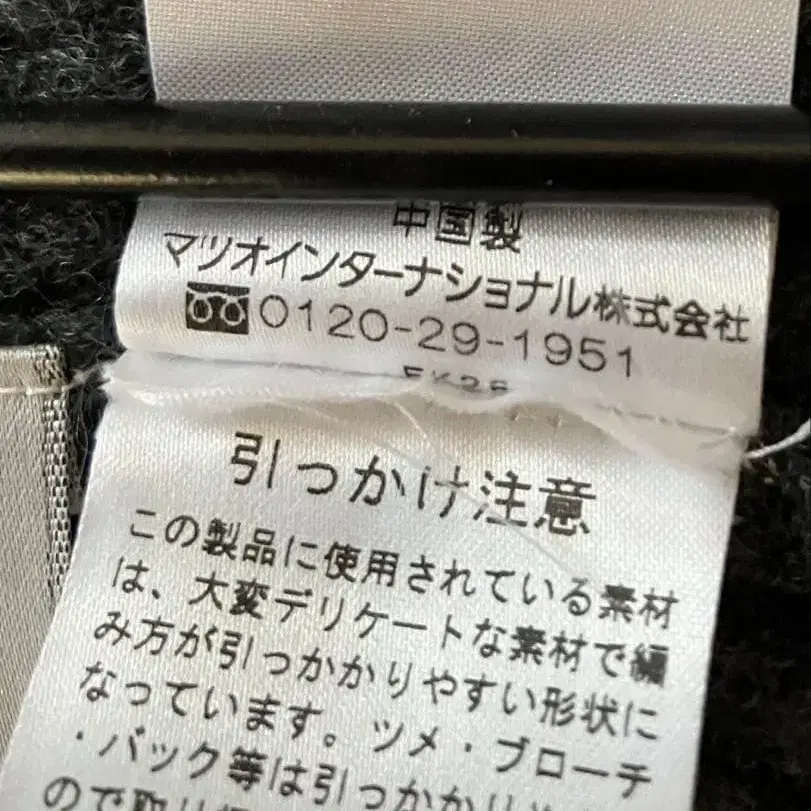 中国製
マツオインターナショナル株式会社
0120-29-1951
引っかけ注意
この製品に使用されている素材
は、大変デリケートな素材で編
み方が引っかかりやすい形状に
なっています。ツメ・ブローチ
・バック等は引っかかり
ので取り